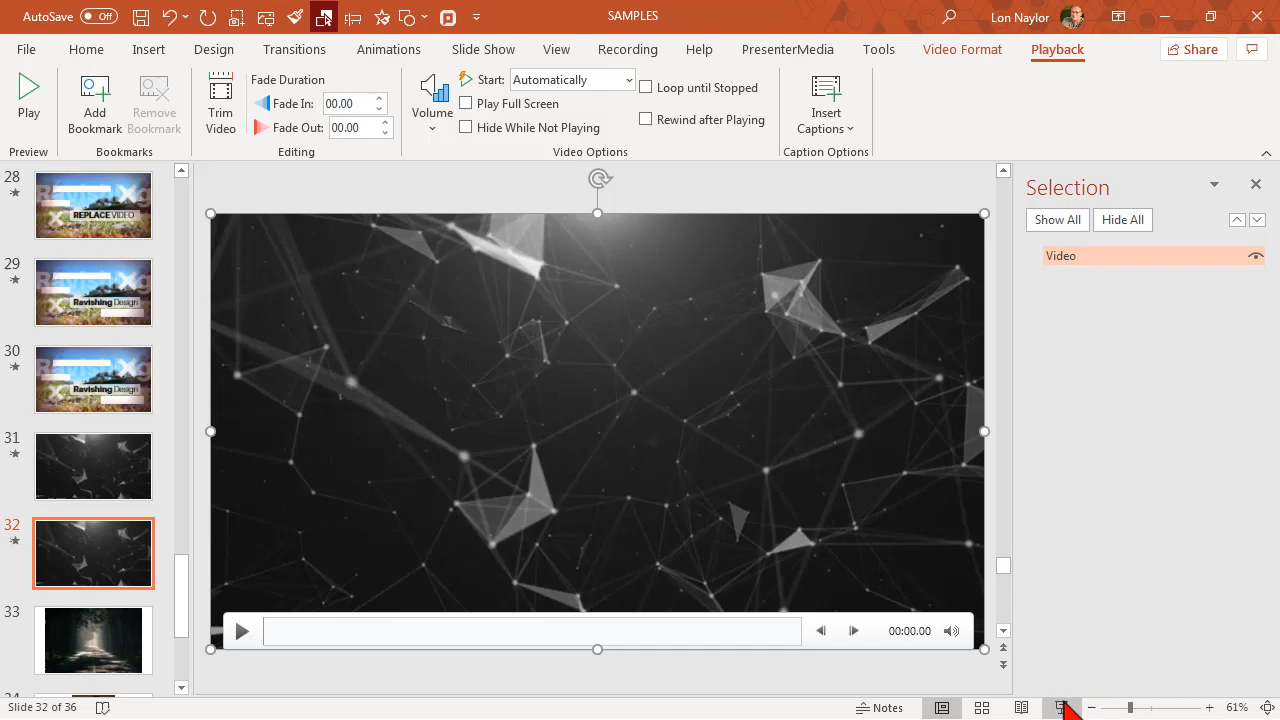 AutoSave Off SAMPLES Lon Naylor
File Home Insert Design Transitions Animations Slide Show View Recording Help PresenterMedia Tools Video Format Playback Share
Play
Add Bookmark
Remove Bookmark
Trim Video
Fade Duration
Fade In: 00.00
Fade Out: 00.00
Volume
Start: Automatically
Play Full Screen
Hide While Not Playing
Loop until Stopped
Rewind after Playing
Insert Captions
Preview Bookmarks Editing Video Options Caption Options
28
REPLACE VIDEO
29
Ravishing Design
30
Ravishing Design
31
32
33
00:00.00
Selection
Show All Hide All
Video
Slide 32 of 36 Notes 61%